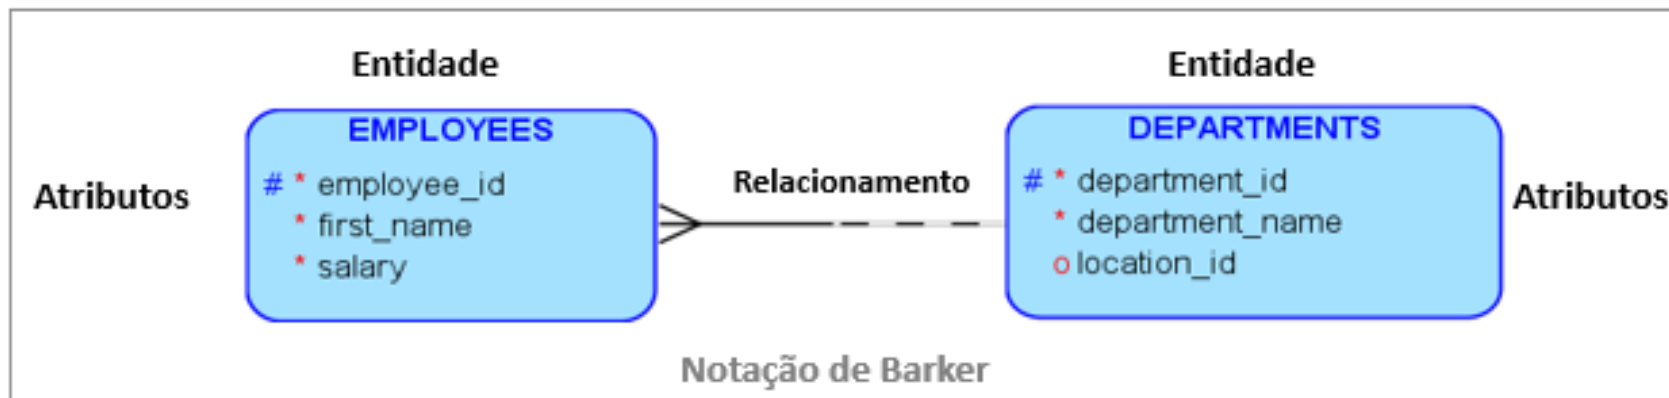 Entidade
Entidade
EMPLOYEES
DEPARTMENTS
Atributos
# * employee_id
* first_name
* salary
Relacionamento
# * department_id
* department_name
o location_id
Atributos
Notação de Barker